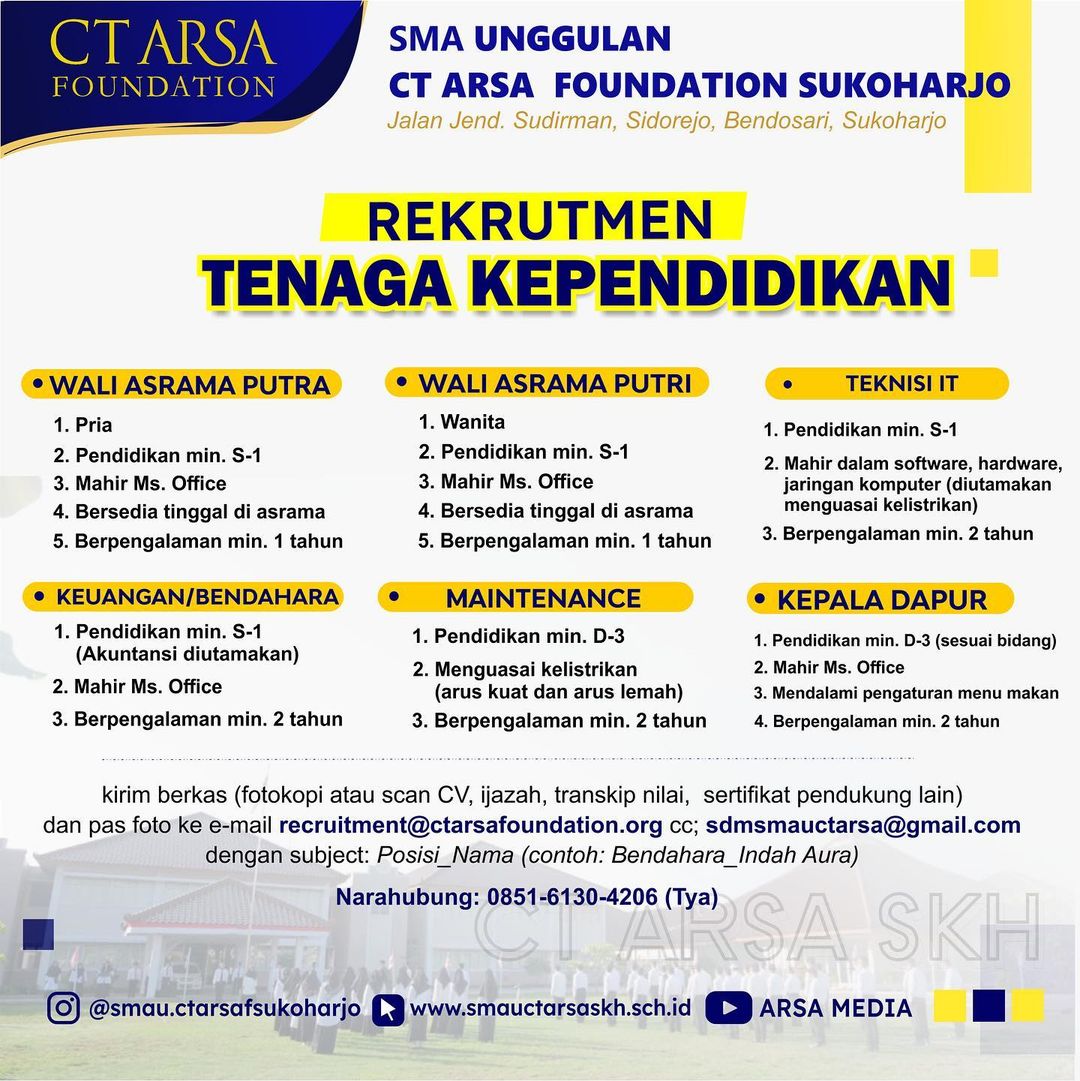 CT ARSA
FOUNDATION
SMA UNGGULAN
CT ARSA FOUNDATION SUKOHARJO
Jalan Jend. Sudirman, Sidorejo, Bendosari, Sukoharjo
REKRUTMEN
TENAGA KEPENDIDIKAN
• WALI ASRAMA PUTRA
1. Pria
2. Pendidikan min. S-1
3. Mahir Ms. Office
4. Bersedia tinggal di asrama
5. Berpengalaman min. 1 tahun
• WALI ASRAMA PUTRI
1. Wanita
2. Pendidikan min. S-1
3. Mahir Ms. Office
4. Bersedia tinggal di asrama
5. Berpengalaman min. 1 tahun
• TEKNISI IT
1. Pendidikan min. S-1
2. Mahir dalam software, hardware,
jaringan komputer (diutamakan
menguasai kelistrikan)
3. Berpengalaman min. 2 tahun
• KEUANGAN/BENDAHARA
1. Pendidikan min. S-1
(Akuntansi diutamakan)
2. Mahir Ms. Office
3. Berpengalaman min. 2 tahun
• MAINTENANCE
1. Pendidikan min. D-3
2. Menguasai kelistrikan
(arus kuat dan arus lemah)
3. Berpengalaman min. 2 tahun
• KEPALA DAPUR
1. Pendidikan min. D-3 (sesuai bidang)
2. Mahir Ms. Office
3. Mendalami pengaturan menu makan
4. Berpengalaman min. 2 tahun
kirim berkas (fotokopi atau scan CV, ijazah, transkip nilai, sertifikat pendukung lain)
dan pas foto ke e-mail recruitment@ctarsafoundation.org cc; sdmsmauctarsa@gmail.com
dengan subject: Posisi_Nama (contoh: Bendahara_Indah Aura)
Narahubung: 0851-6130-4206 (Tya)
CT ARSA SKH
@smau.ctarsafsukoharjo www.smauctarsaskh.sch.id ARSA MEDIA